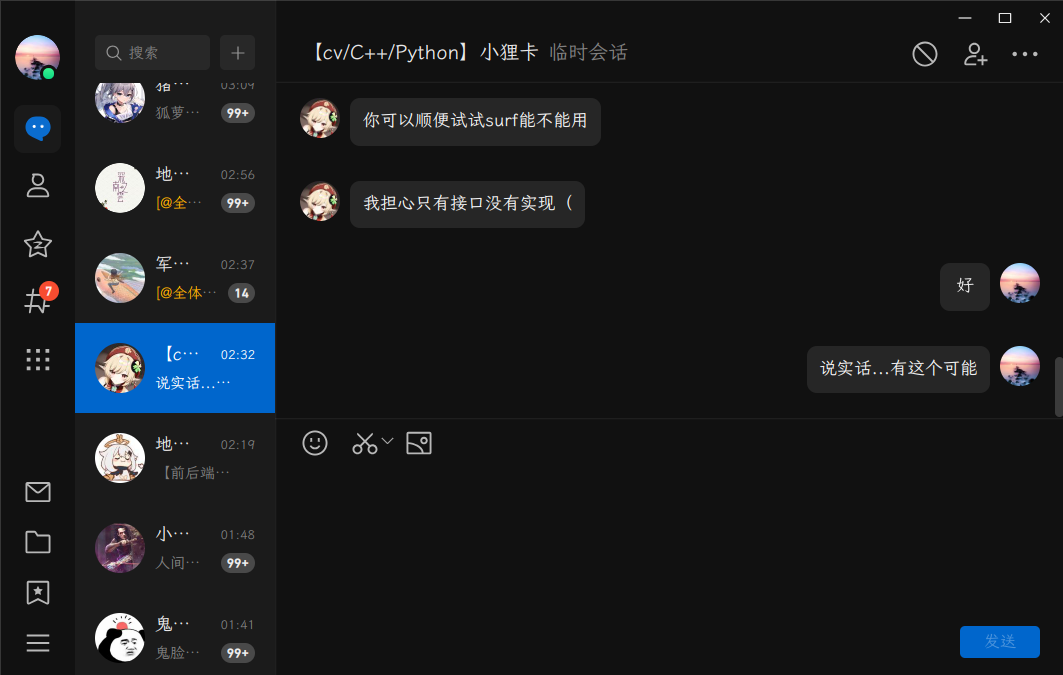 搜索
猪… 03:09
狐萝… 99+
地… 02:56
[@全… 99+
军… 02:37
[@全体… 14
【c… 02:32
说实话…...
地… 02:19
【前后端…
小… 01:48
人间… 99+
鬼… 01:41
鬼脸… 99+
7
【cv/C++/Python】小狸卡 临时会话
你可以顺便试试surf能不能用
我担心只有接口没有实现（
好
说实话...有这个可能
发送